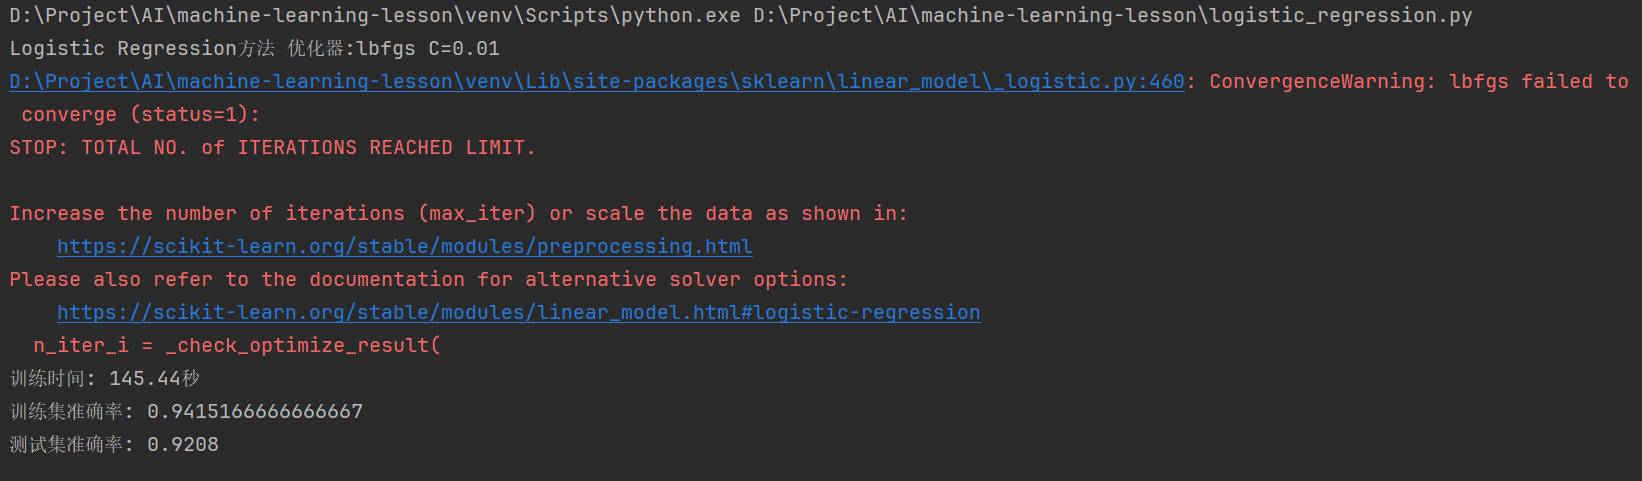 D:\Project\AI\machine-learning-lesson\venv\Scripts\python.exe D:\Project\AI\machine-learning-lesson\logistic_regression.py
Logistic Regression方法 优化器:lbfgs C=0.01
D:\Project\AI\machine-learning-lesson\venv\Lib\site-packages\sklearn\linear_model\_logistic.py:460: ConvergenceWarning: lbfgs failed to
 converge (status=1):
STOP: TOTAL NO. of ITERATIONS REACHED LIMIT.

Increase the number of iterations (max_iter) or scale the data as shown in:
    https://scikit-learn.org/stable/modules/preprocessing.html
Please also refer to the documentation for alternative solver options:
    https://scikit-learn.org/stable/modules/linear_model.html#logistic-regression
  n_iter_i = _check_optimize_result(
训练时间: 145.44秒
训练集准确率: 0.9415166666666667
测试集准确率: 0.9208